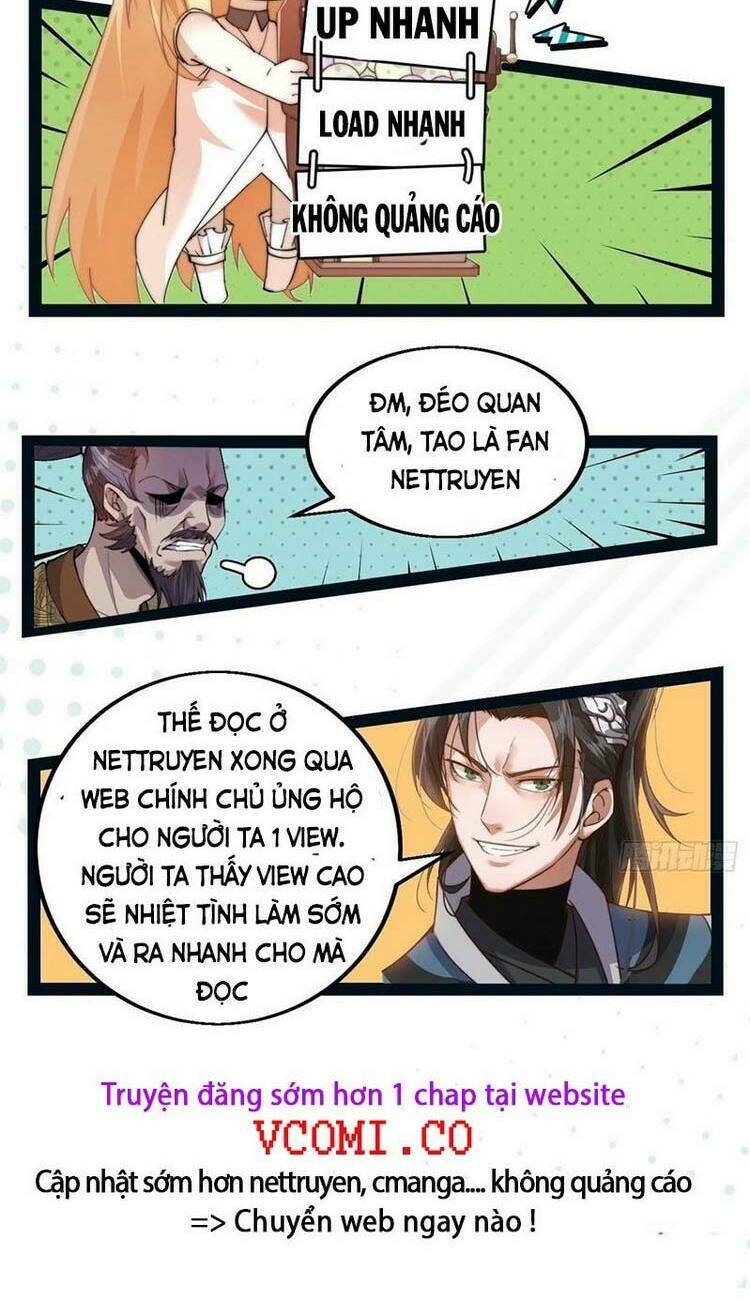 UP NHANH
LOAD NHANH
KHÔNG QUẢNG CÁO
ĐM, ĐÉO QUAN
TÂM, TAO LÀ FAN
NETTRUYEN
THẾ ĐỌC Ở
NETTRUYEN XONG QUA
WEB CHÍNH CHỦ ỦNG HỘ
CHO NGƯỜI TA 1 VIEW.
NGƯỜI TA THẤY VIEW CAO
SẼ NHIỆT TÌNH LÀM SỚM
VÀ RA NHANH CHO MÀ
ĐỌC
Truyện đăng sớm hơn 1 chap tại website
VCOMI.CO
Cập nhật sớm hơn nettruyen, cmanga.... không quảng cáo
=> Chuyển web ngay nào !